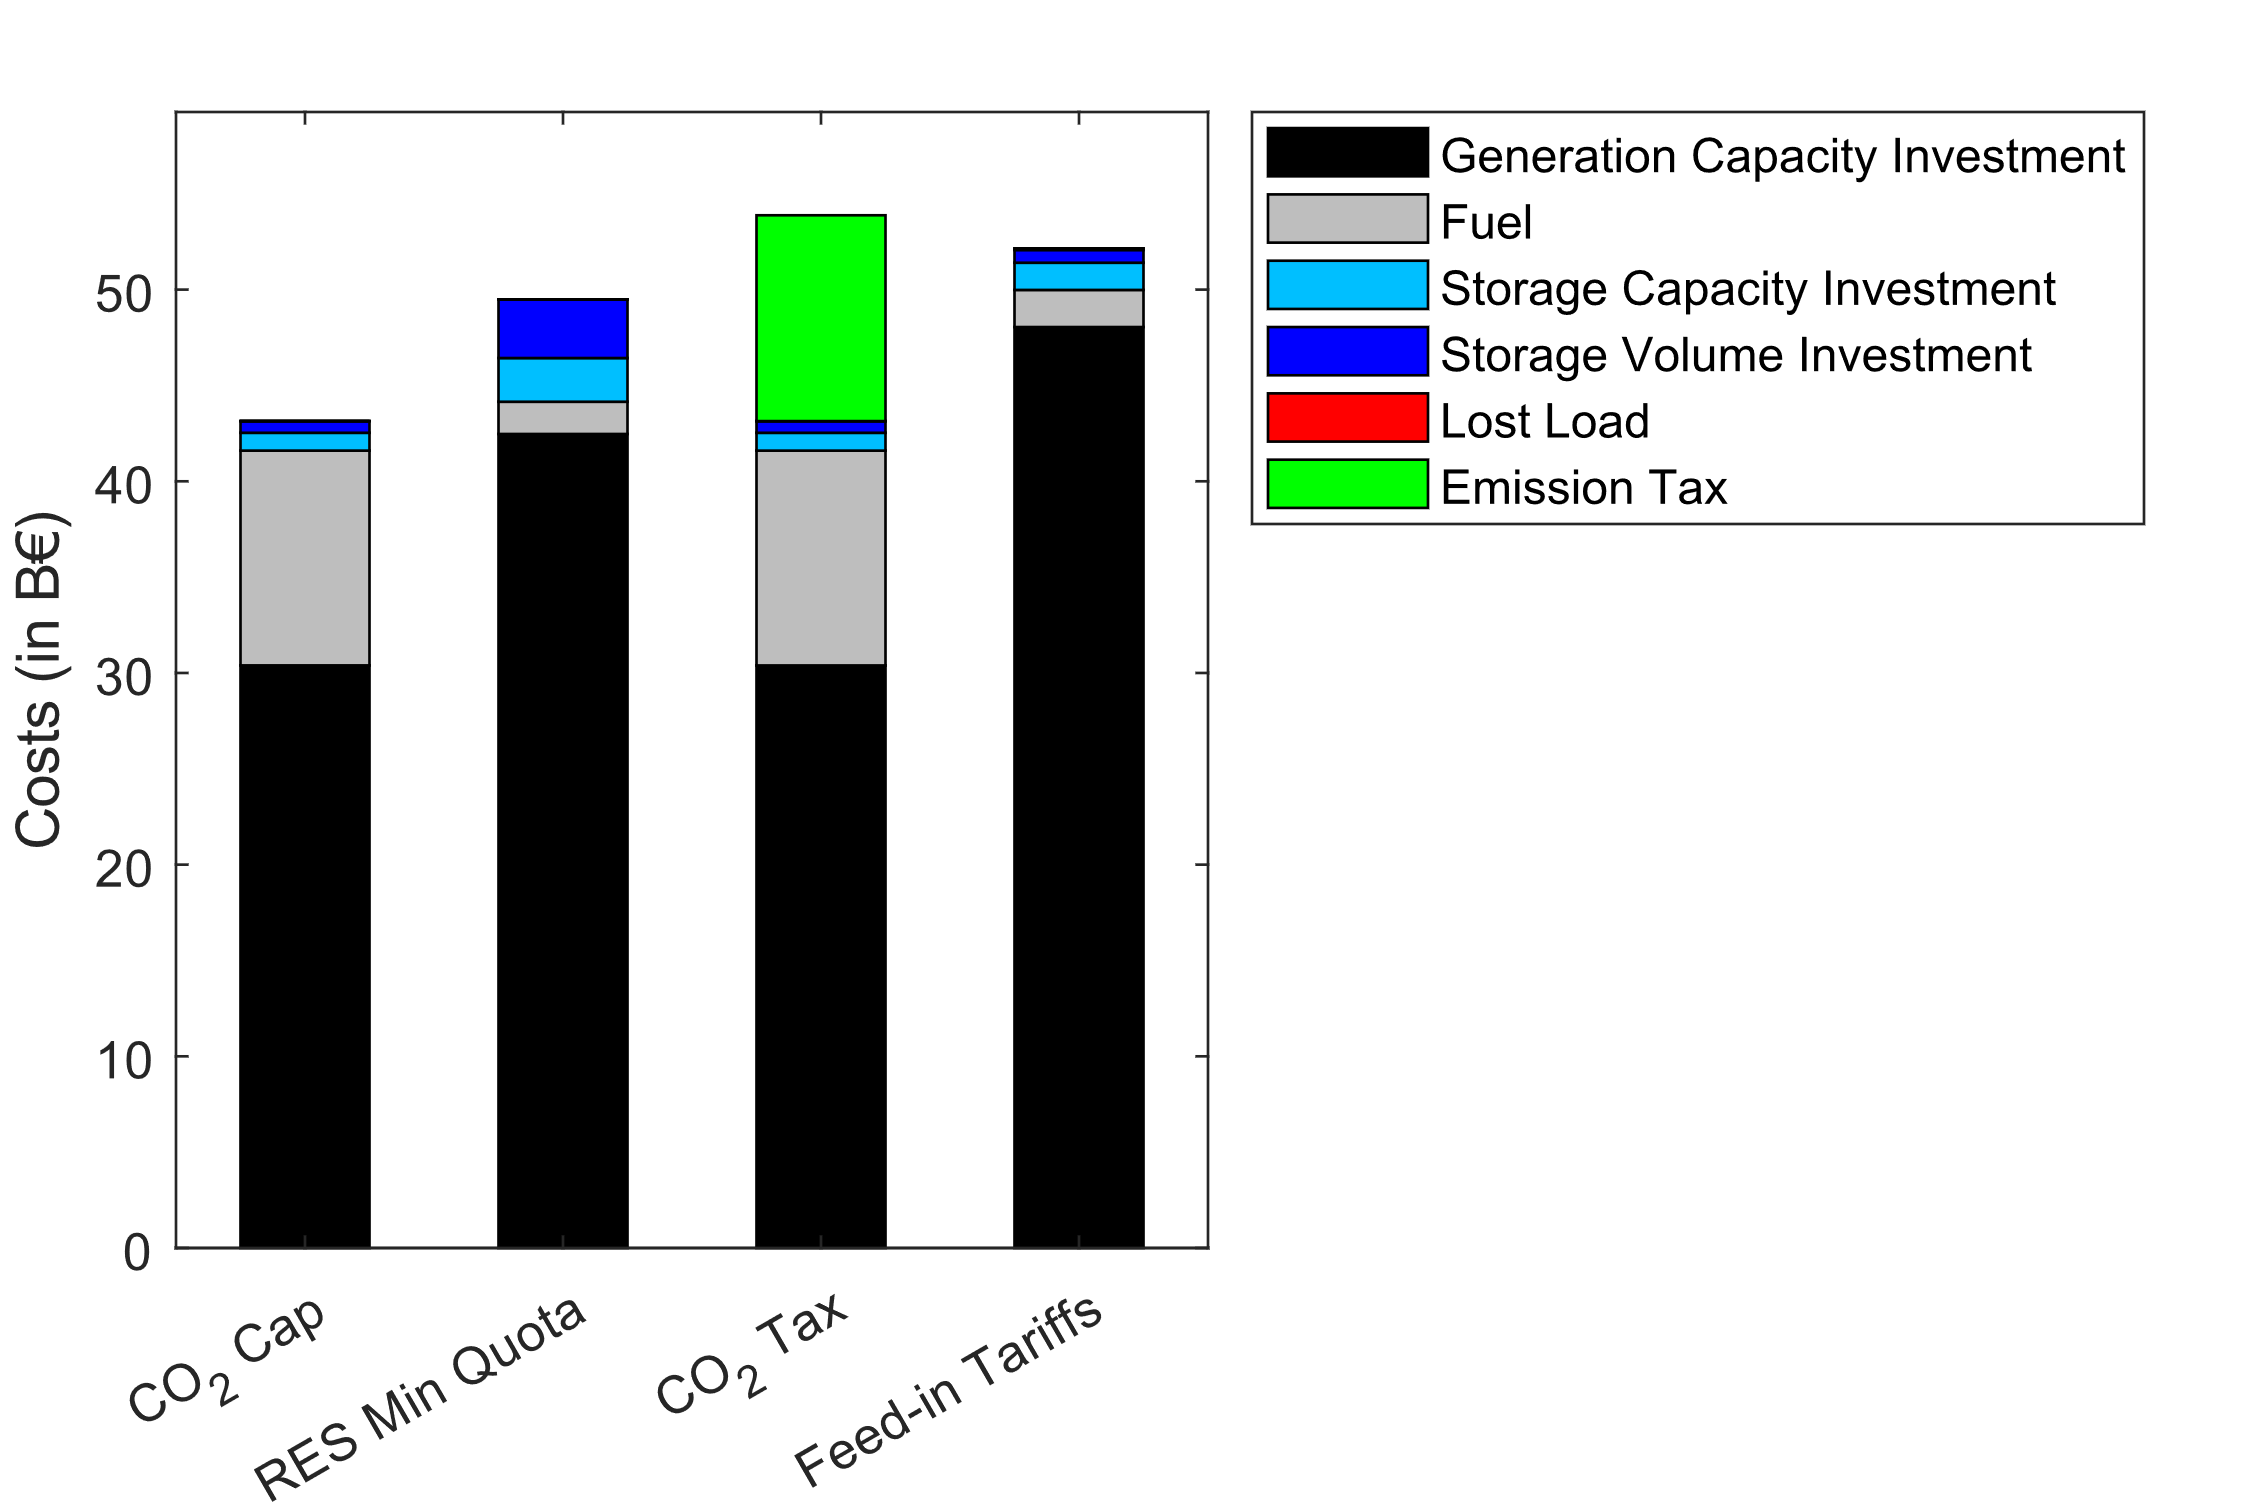 Costs (in B€)
50
40
30
20
10
0
CO2 Cap
RES Min Quota
CO2 Tax
Feed-in Tariffs
Generation Capacity Investment
Fuel
Storage Capacity Investment
Storage Volume Investment
Lost Load
Emission Tax